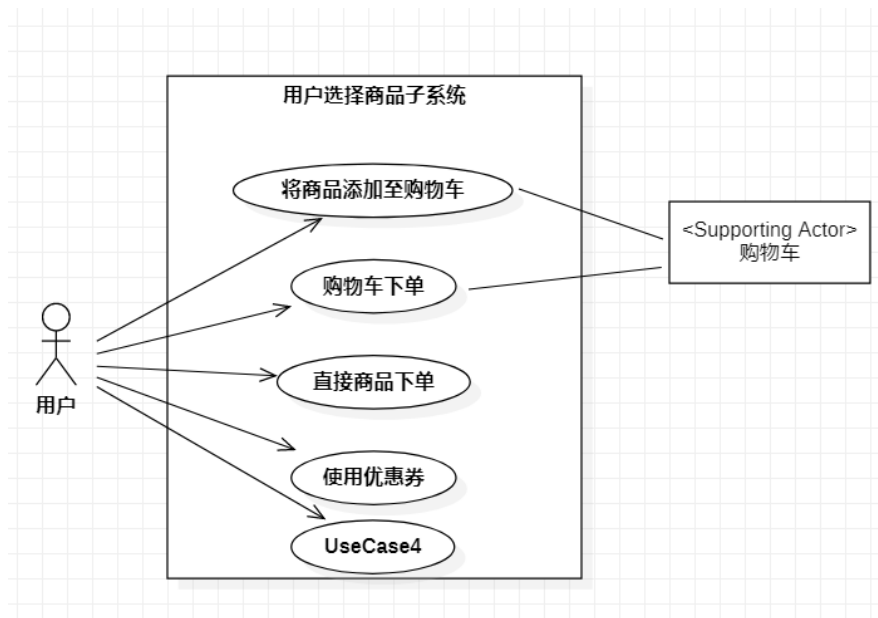 用户选择商品子系统
将商品添加至购物车
<Supporting Actor>
购物车
购物车下单
直接商品下单
用户
使用优惠券
UseCase4